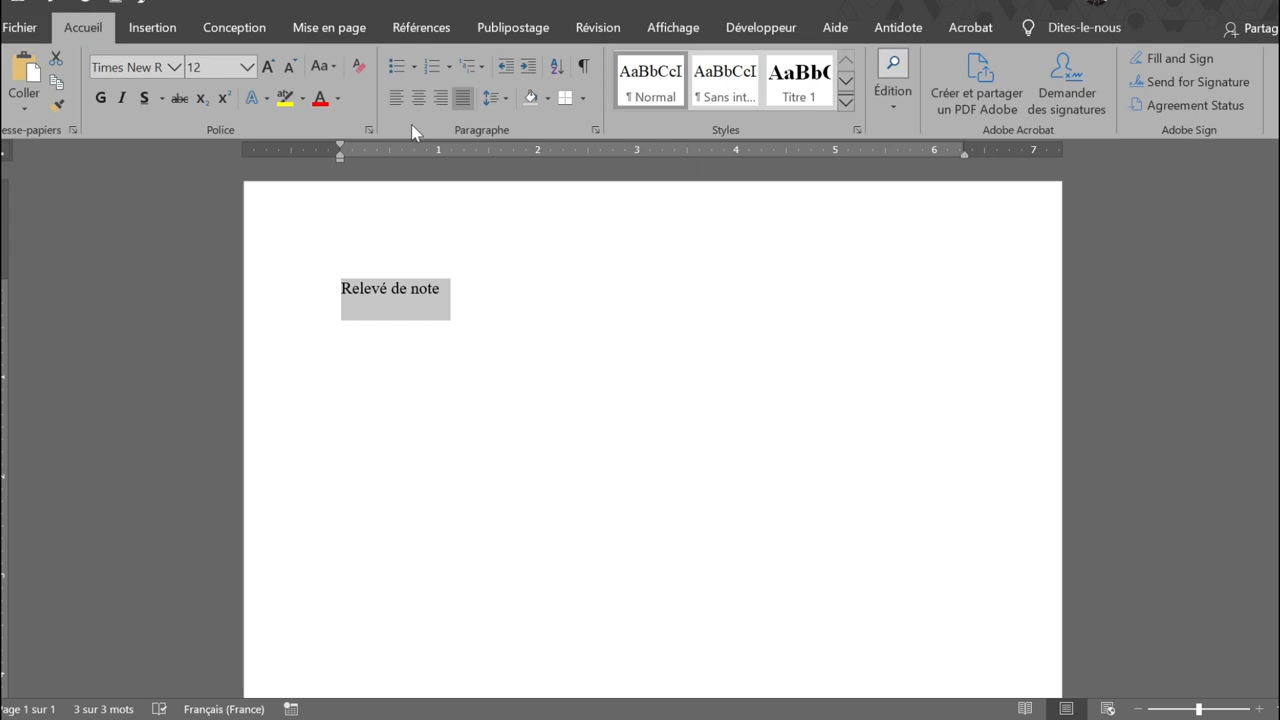 Fichier Accueil Insertion Conception Mise en page Références Publipostage Révision Affichage Développeur Aide Antidote Acrobat Dites-le-nous Partag
Times New R 12 Aa
AaBbCcI AaBbCcI AaBb(
¶ Normal ¶ Sans int... Titre 1
Coller
G I S abc x₂ x² A A
Édition
Créer et partager
un PDF Adobe
Demander
des signatures
Fill and Sign
Send for Signature
Agreement Status
esse-papiers Police Paragraphe Styles Adobe Acrobat Adobe Sign
1 2 3 4 5 6 7
Relevé de note
age 1 sur 1 3 sur 3 mots Français (France)